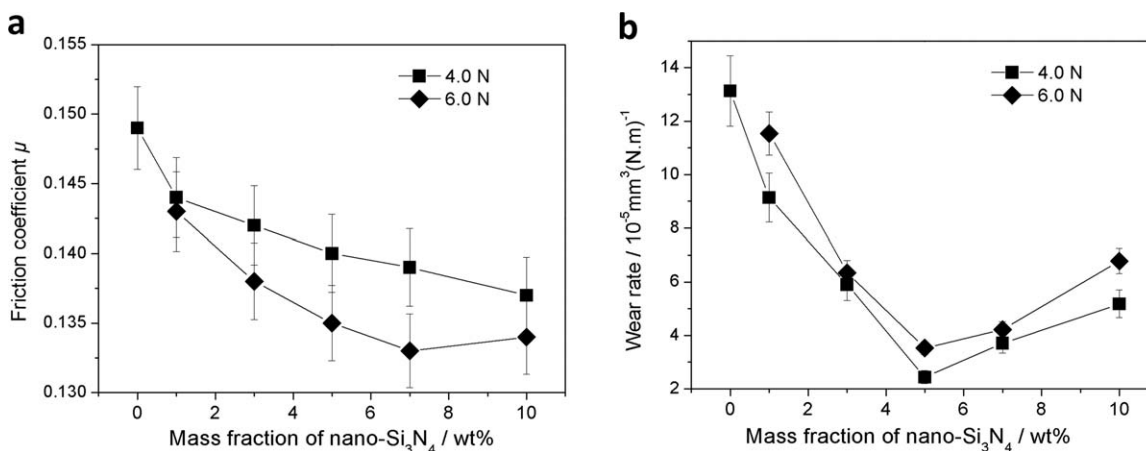 a
0.155
0.150
0.145
0.140
0.135
0.130
Friction coefficient μ
4.0 N
6.0 N
0 2 4 6 8 10
Mass fraction of nano-Si₃N₄ / wt%
b
14
12
10
8
6
4
2
Wear rate / 10⁻⁵mm³(N.m)⁻¹
4.0 N
6.0 N
0 2 4 6 8 10
Mass fraction of nano-Si₃N₄ / wt%